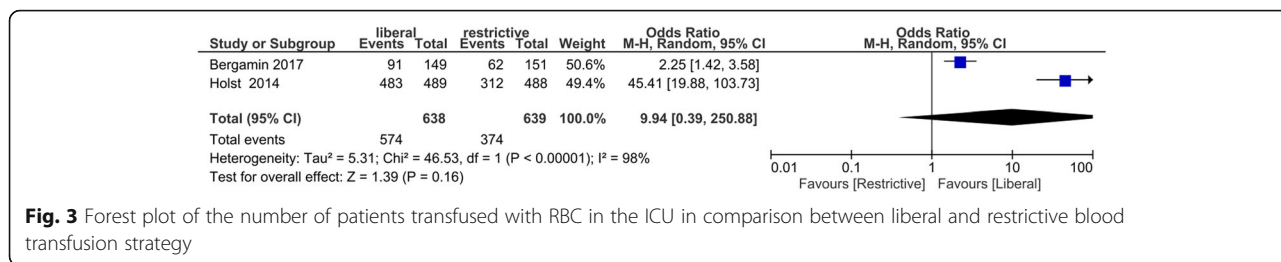 liberal restrictive Odds Ratio Odds Ratio
Study or Subgroup Events Total Events Total Weight M-H, Random, 95% CI M-H, Random, 95% CI
Bergamin 2017 91 149 62 151 50.6% 2.25 [1.42, 3.58]
Holst 2014 483 489 312 488 49.4% 45.41 [19.88, 103.73]
Total (95% CI) 638 639 100.0% 9.94 [0.39, 250.88]
Total events 574 374
Heterogeneity: Tau² = 5.31; Chi² = 46.53, df = 1 (P < 0.00001); I² = 98%
Test for overall effect: Z = 1.39 (P = 0.16)
0.01 0.1 1 10 100
Favours [Restrictive] Favours [Liberal]
Fig. 3 Forest plot of the number of patients transfused with RBC in the ICU in comparison between liberal and restrictive blood
transfusion strategy